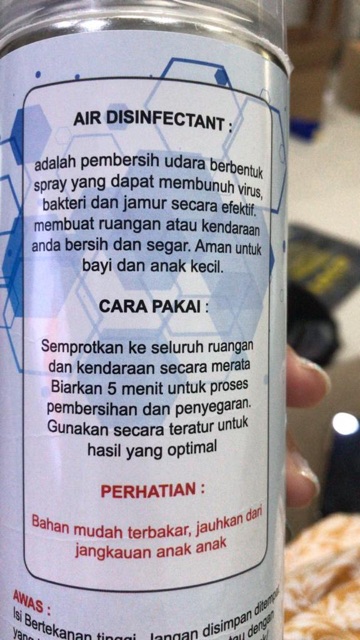 AIR DISINFECTANT :
adalah pembersih udara berbentuk
spray yang dapat membunuh virus,
bakteri dan jamur secara efektif.
membuat ruangan atau kendaraan
anda bersih dan segar. Aman untuk
bayi dan anak kecil.
CARA PAKAI :
Semprotkan ke seluruh ruangan
dan kendaraan secara merata
Biarkan 5 menit untuk proses
pembersihan dan penyegaran.
Gunakan secara teratur untuk
hasil yang optimal
PERHATIAN :
Bahan mudah terbakar, jauhkan dari
jangkauan anak anak
AWAS :
Isi Bertekanan tinggi. Jangan disimpan
yang atau dengan